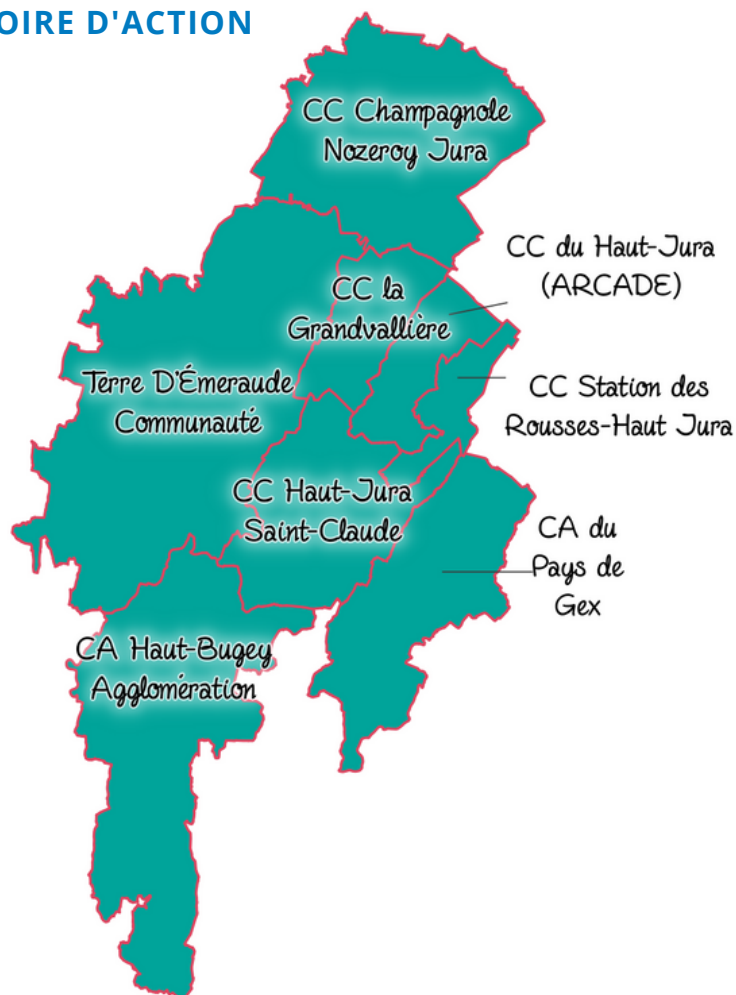 OIRE D'ACTION
CC Champagnole
Nozeroy Jura
CC du Haut-Jura
(ARCADE)
CC la
Grandvallière
Terre D'Émeraude
Communauté
CC Station des
Rousses-Haut Jura
CC Haut-Jura
Saint-Claude
CA du
Pays de
Gex
CA Haut-Bugey
Agglomération